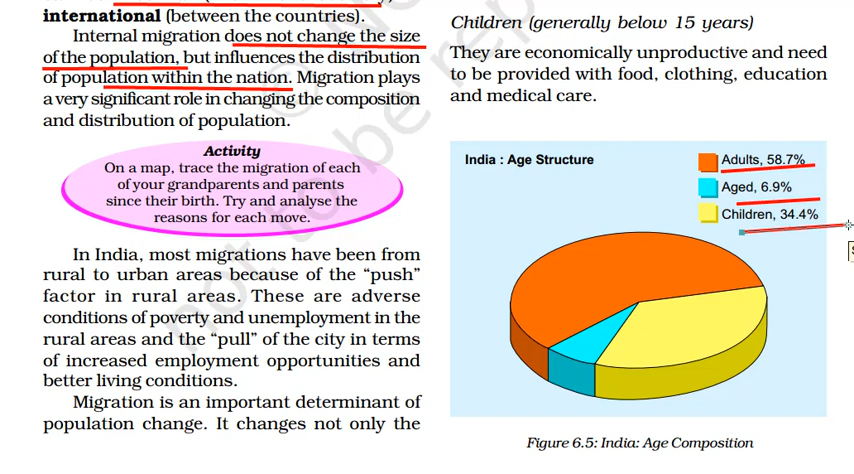 international (between the countries).
Internal migration does not change the size
of the population, but influences the distribution
of population within the nation. Migration plays
a very significant role in changing the composition
and distribution of population.
Activity
On a map, trace the migration of each
of your grandparents and parents
since their birth. Try and analyse the
reasons for each move.
In India, most migrations have been from
rural to urban areas because of the “push”
factor in rural areas. These are adverse
conditions of poverty and unemployment in the
rural areas and the “pull” of the city in terms
of increased employment opportunities and
better living conditions.
Migration is an important determinant of
population change. It changes not only the
Children (generally below 15 years)
They are economically unproductive and need
to be provided with food, clothing, education
and medical care.
India : Age Structure
Adults, 58.7%
Aged, 6.9%
Children, 34.4%
Figure 6.5: India: Age Composition
not to be rep